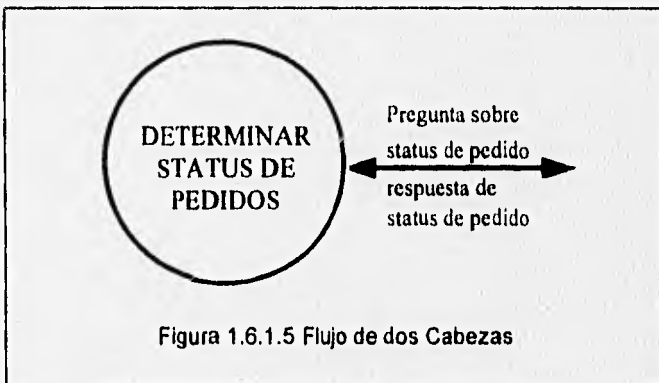 DETERMINAR
STATUS DE
PEDIDOS
Pregunta sobre
status de pedido
respuesta de
status de pedido
Figura 1.6.1.5 Flujo de dos Cabezas